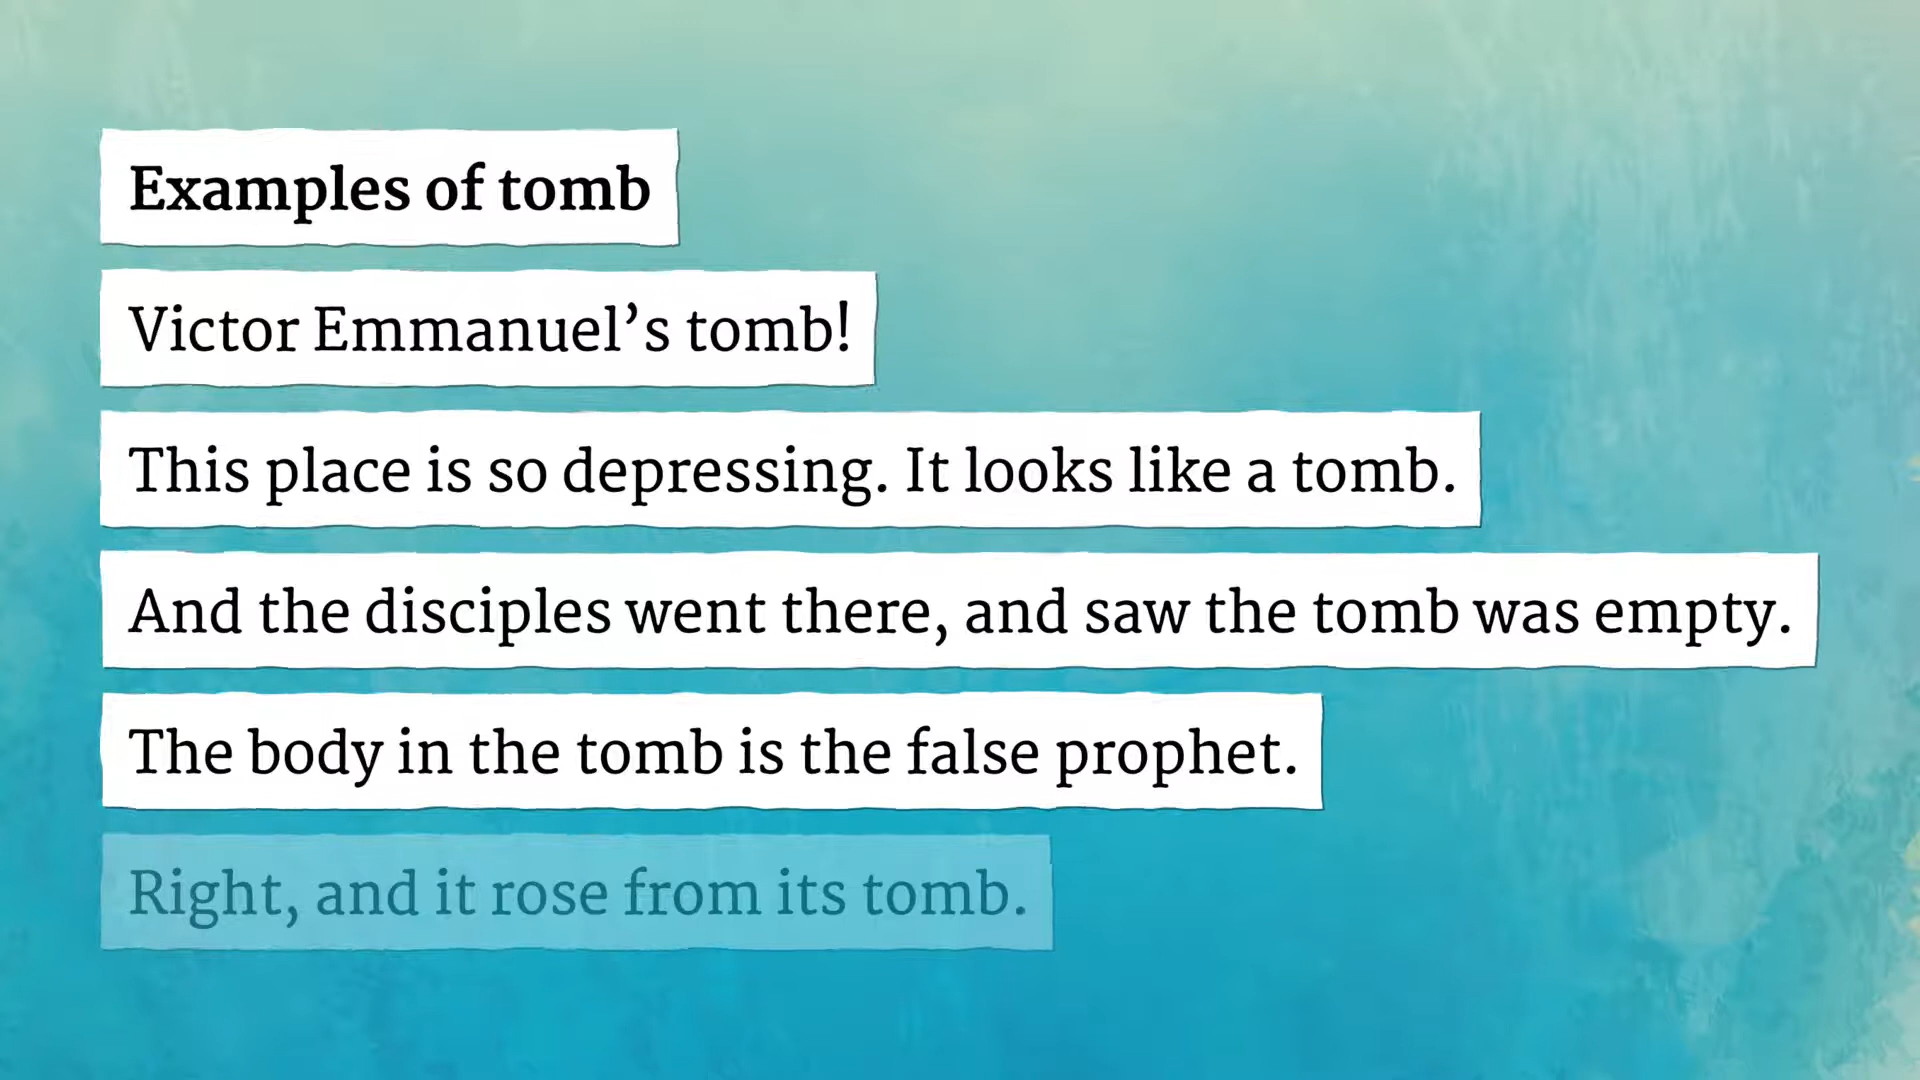 Examples of tomb
Victor Emmanuel’s tomb!
This place is so depressing. It looks like a tomb.
And the disciples went there, and saw the tomb was empty.
The body in the tomb is the false prophet.
Right, and it rose from its tomb.